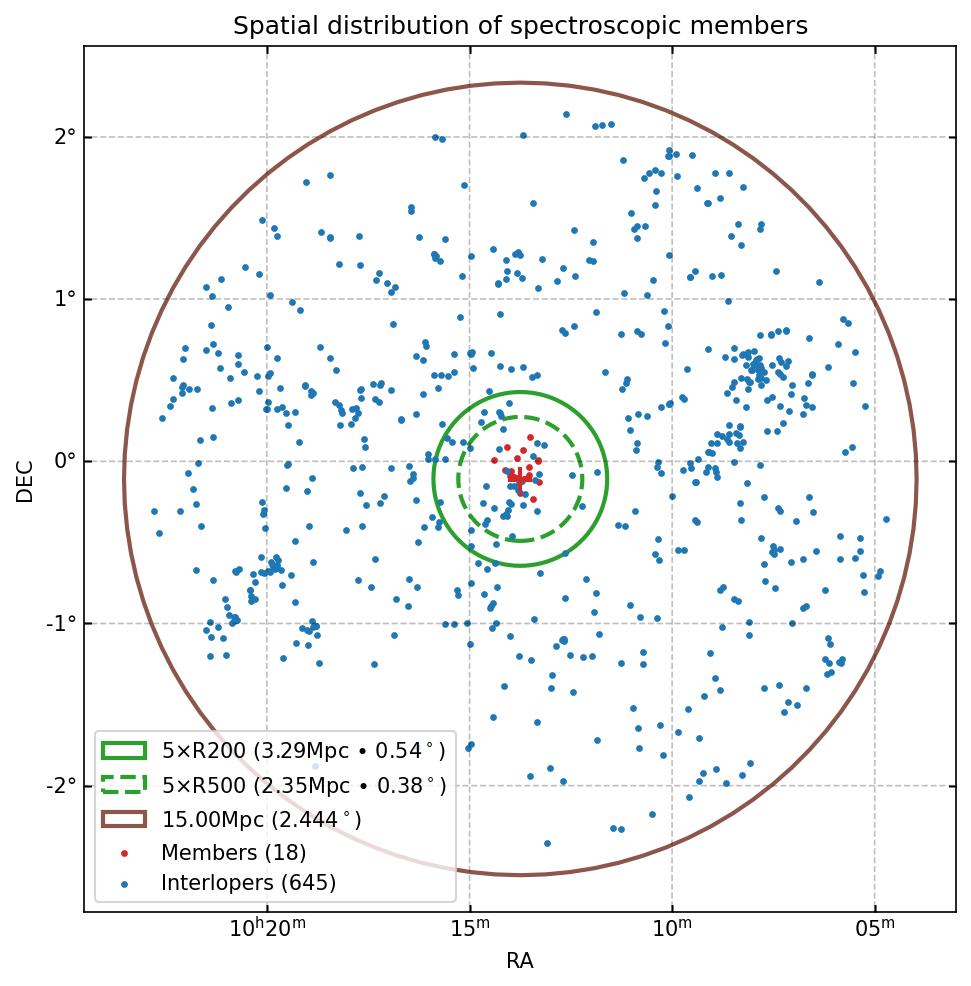 Spatial distribution of spectroscopic members
DEC
2°
1°
0°
-1°
-2°
5×R200 (3.29Mpc • 0.54°)
5×R500 (2.35Mpc • 0.38°)
15.00Mpc (2.444°)
Members (18)
Interlopers (645)
10ʰ20ᵐ 15ᵐ 10ᵐ 05ᵐ
RA